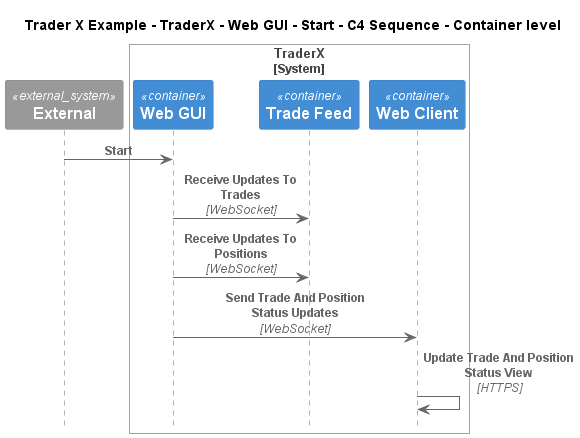 Trader X Example - TraderX - Web GUI - Start - C4 Sequence - Container level
TraderX
[System]
«external_system»
External
«container»
Web GUI
«container»
Trade Feed
«container»
Web Client
Start
Receive Updates To
Trades
[WebSocket]
Receive Updates To
Positions
[WebSocket]
Send Trade And Position
Status Updates
[WebSocket]
Update Trade And Position
Status View
[HTTPS]